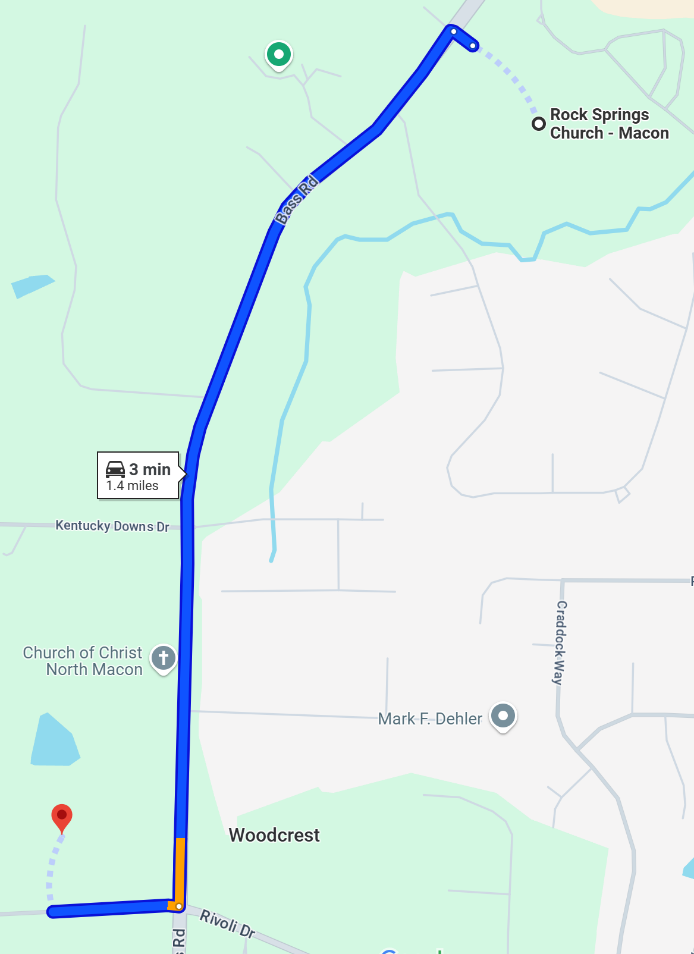 Rock Springs
Church - Macon
Bass Rd
3 min
1.4 miles
Kentucky Downs Dr
Craddock Way
Church of Christ
North Macon
Mark F. Dehler
Woodcrest
Rivoli Dr
s Rd